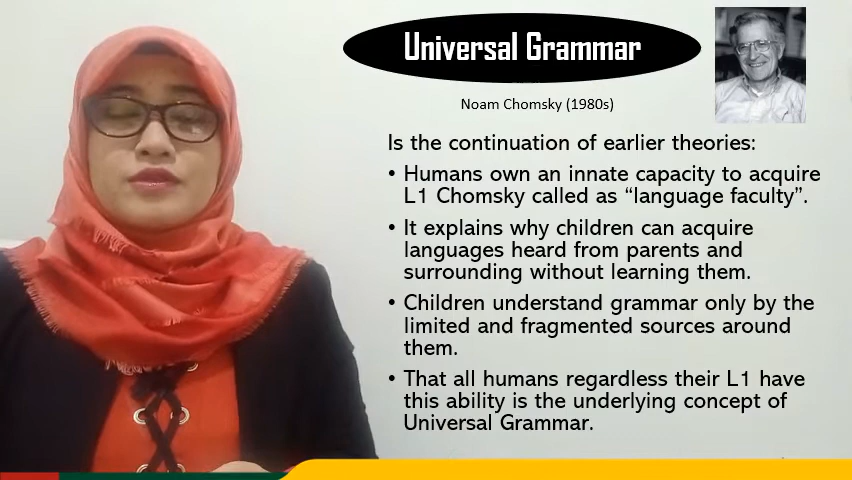 Universal Grammar
Noam Chomsky (1980s)
Is the continuation of earlier theories:
• Humans own an innate capacity to acquire
L1 Chomsky called as “language faculty”.
• It explains why children can acquire
languages heard from parents and
surrounding without learning them.
• Children understand grammar only by the
limited and fragmented sources around
them.
• That all humans regardless their L1 have
this ability is the underlying concept of
Universal Grammar.